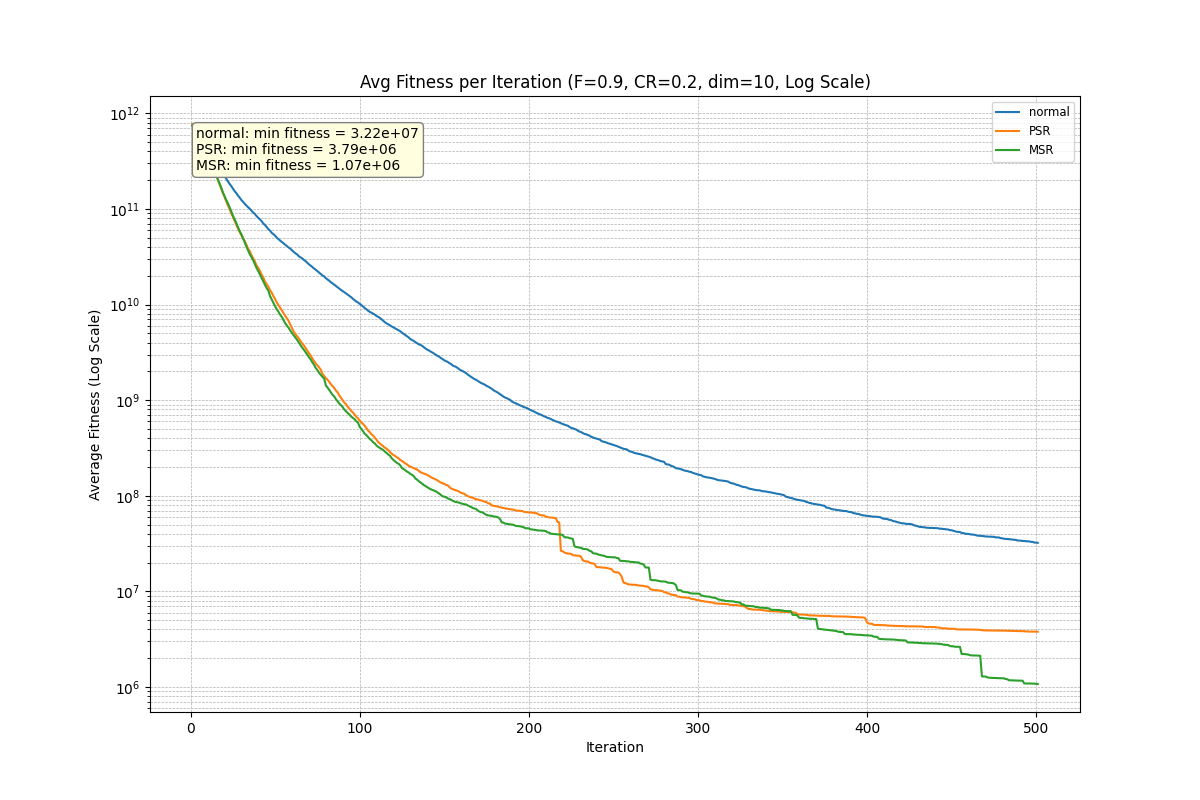 Avg Fitness per Iteration (F=0.9, CR=0.2, dim=10, Log Scale)
10¹²
10¹¹
10¹⁰
10⁹
10⁸
10⁷
10⁶
Average Fitness (Log Scale)
normal: min fitness = 3.22e+07
PSR: min fitness = 3.79e+06
MSR: min fitness = 1.07e+06
normal
PSR
MSR
0 100 200 300 400 500
Iteration